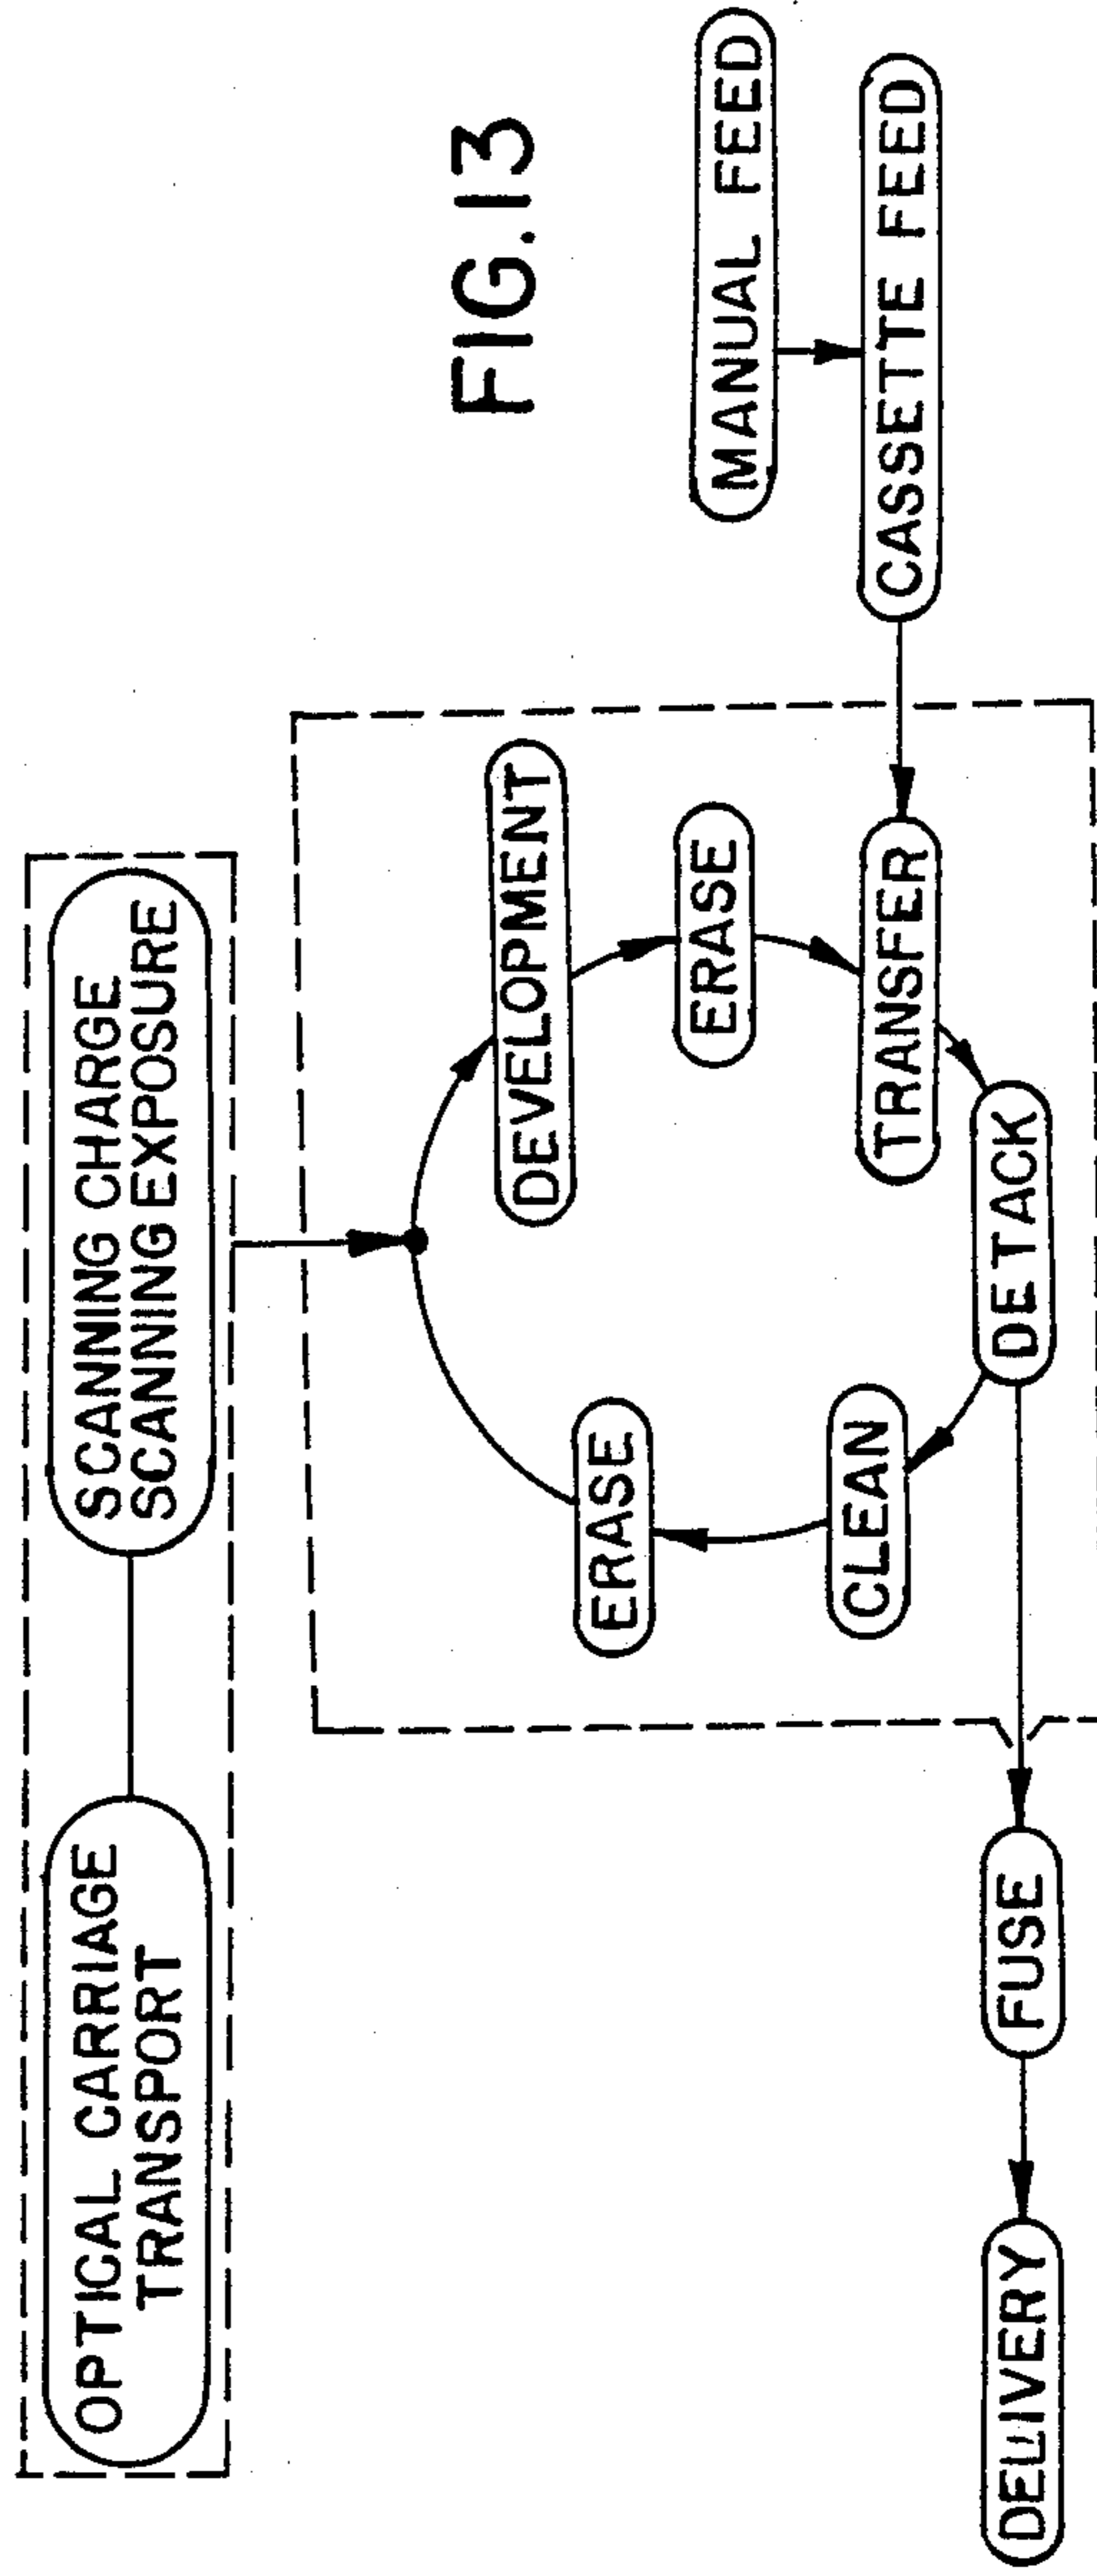 OPTICAL CARRIAGE
TRANSPORT
SCANNING CHARGE
SCANNING EXPOSURE
FIG.13
DEVELOPMENT
ERASE
ERASE
MANUAL FEED
CLEAN
TRANSFER
CASSETTE FEED
DETACK
FUSE
DELIVERY